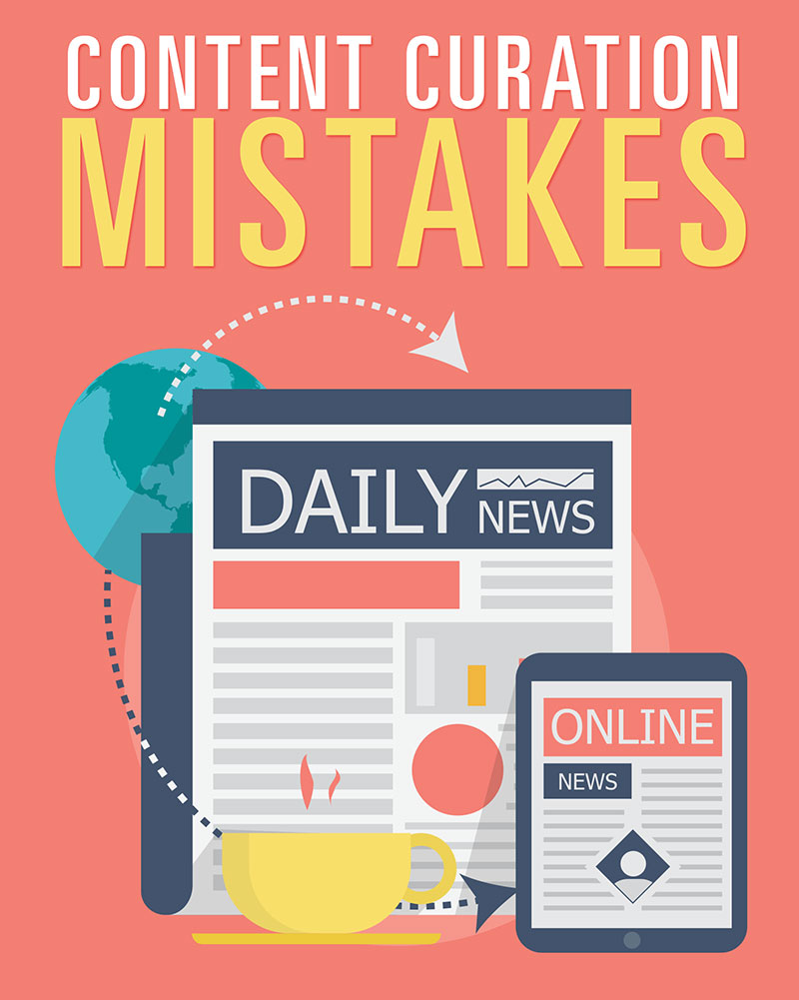 CONTENT CURATION
MISTAKES
DAILY
NEWS
ONLINE
NEWS